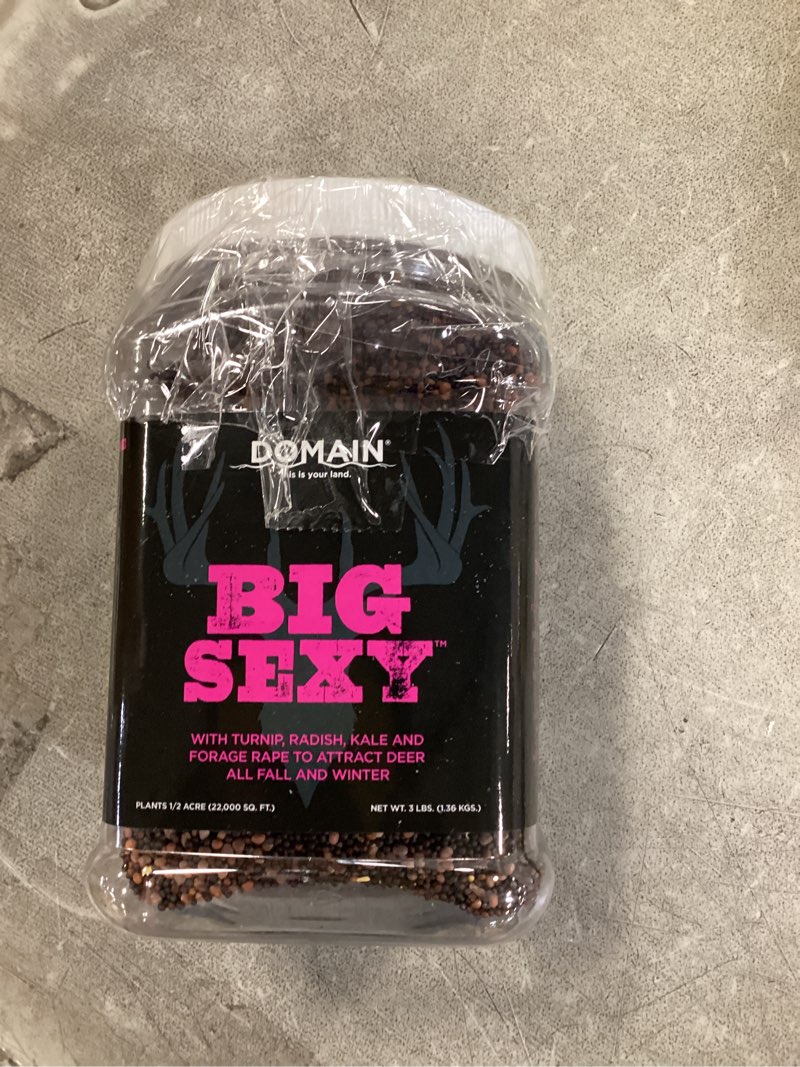 DOMAIN®
is is your land.
BIG
SEXY™
WITH TURNIP, RADISH, KALE AND
FORAGE RAPE TO ATTRACT DEER
ALL FALL AND WINTER
PLANTS 1/2 ACRE (22,000 SQ. FT.)
NET WT. 3 LBS. (1.36 KGS.)